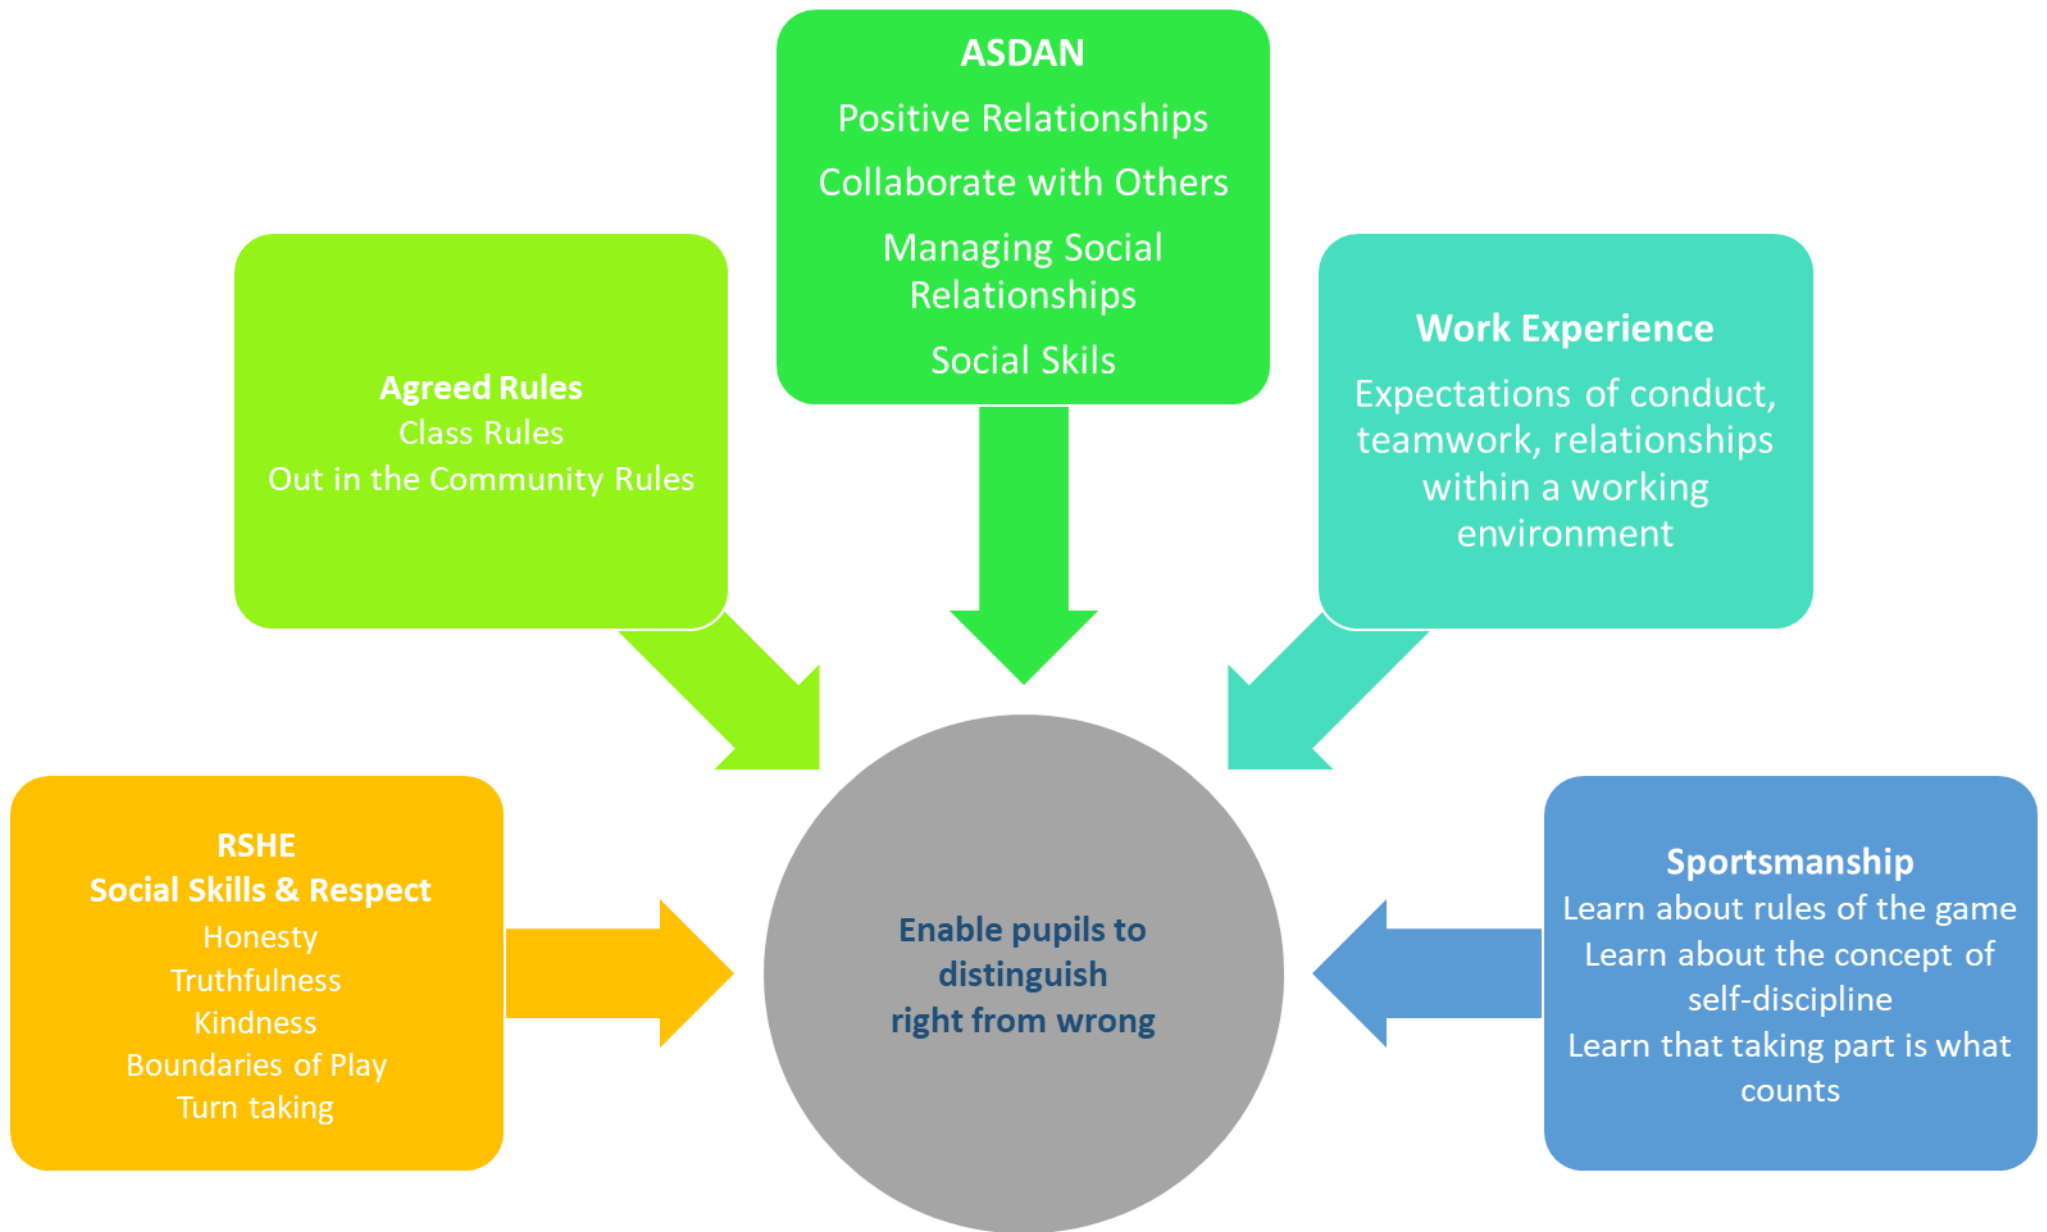 ASDAN
Positive Relationships
Collaborate with Others
Managing Social
Relationships
Social Skils
Agreed Rules
Class Rules
Out in the Community Rules
Work Experience
Expectations of conduct,
teamwork, relationships
within a working
environment
RSHE
Social Skills & Respect
Honesty
Truthfulness
Kindness
Boundaries of Play
Turn taking
Enable pupils to
distinguish
right from wrong
Sportsmanship
Learn about rules of the game
Learn about the concept of
self-discipline
Learn that taking part is what
counts